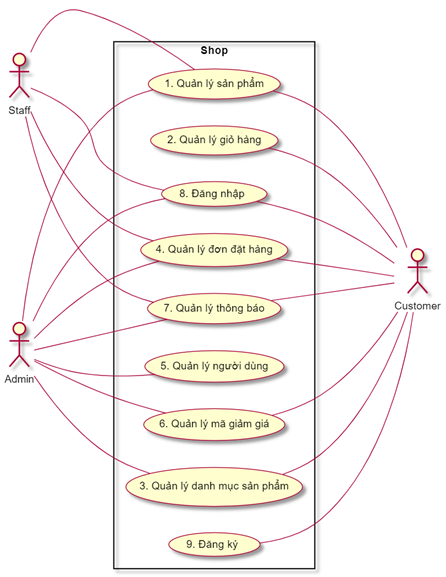 Shop
1. Quản lý sản phẩm
Staff
2. Quản lý giỏ hàng
8. Đăng nhập
4. Quản lý đơn đặt hàng
Customer
7. Quản lý thông báo
Admin
5. Quản lý người dùng
6. Quản lý mã giảm giá
3. Quản lý danh mục sản phẩm
9. Đăng ký